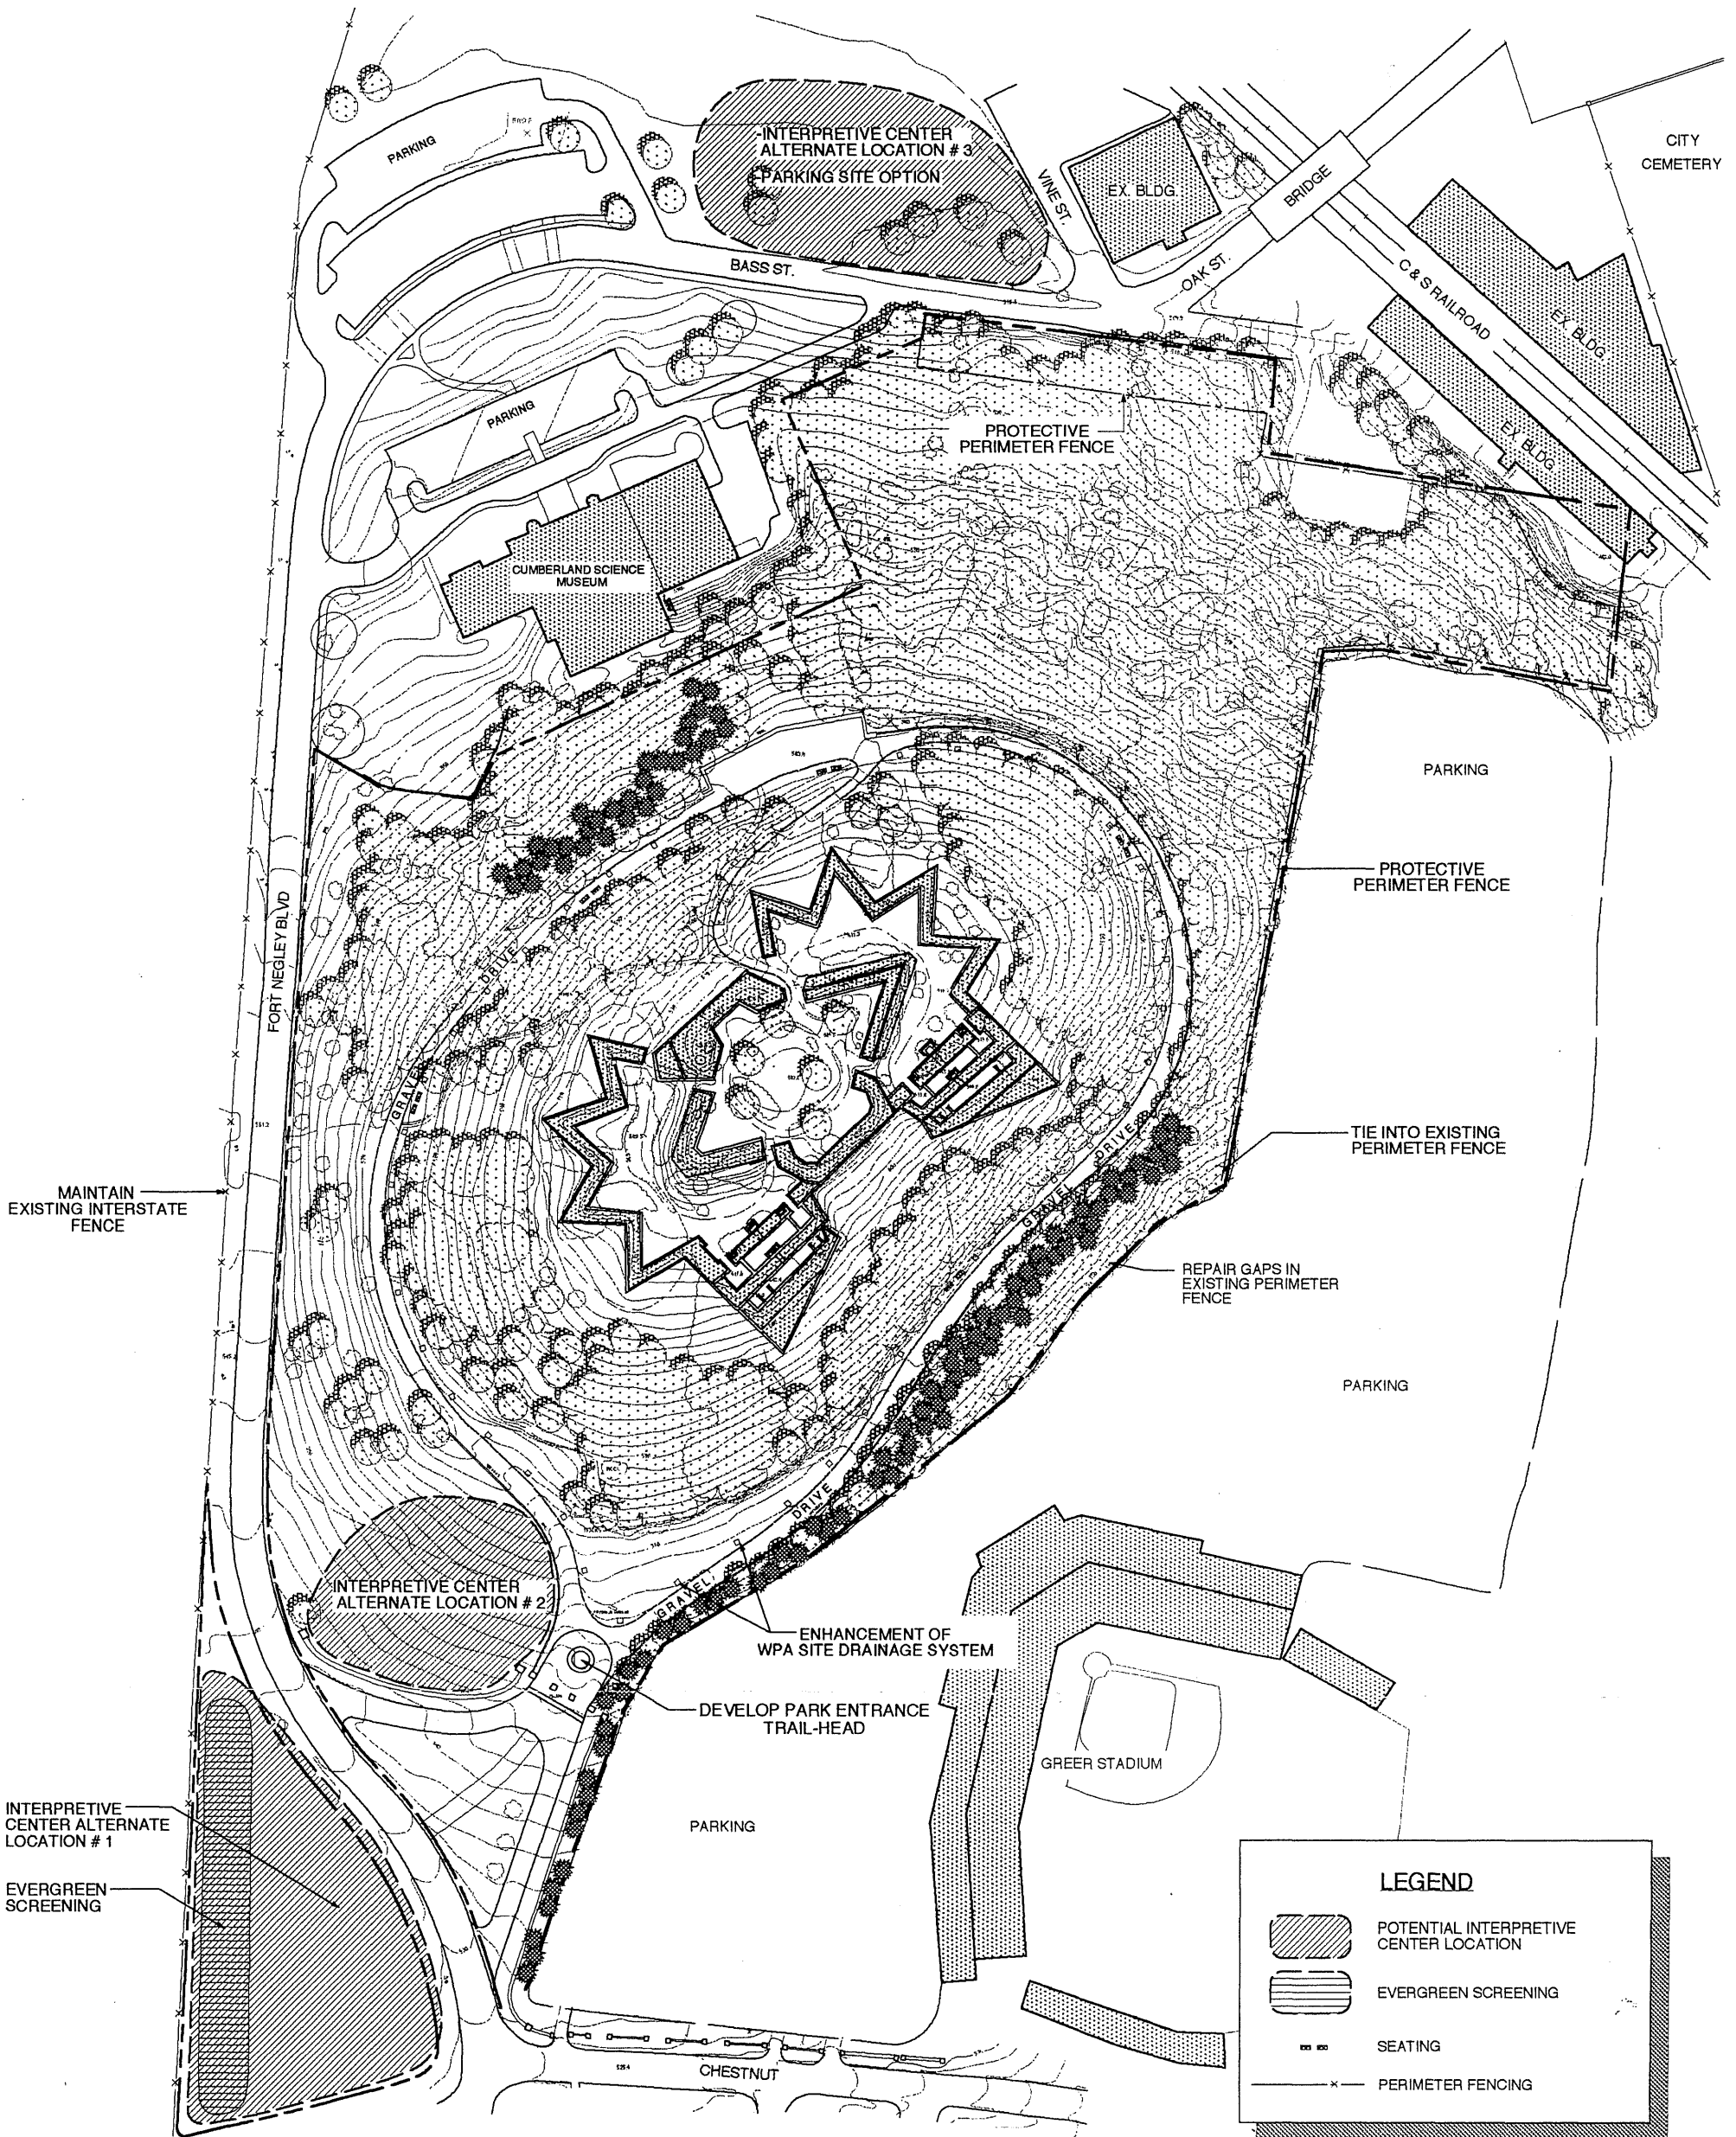 PARKING
-INTERPRETIVE CENTER
ALTERNATE LOCATION # 3
-PARKING SITE OPTION
VINE ST.
EX. BLDG.
BRIDGE
CITY
CEMETERY
BASS ST.
OAK ST.
C & S RAILROAD
EX. BLDG.
EX. BLDG.
PARKING
PROTECTIVE
PERIMETER FENCE
CUMBERLAND SCIENCE
MUSEUM
PARKING
PROTECTIVE
PERIMETER FENCE
FORT NEGLEY BLVD
GRAVEL DRIVE
TIE INTO EXISTING
PERIMETER FENCE
MAINTAIN
EXISTING INTERSTATE
FENCE
GRAVEL DRIVE
REPAIR GAPS IN
EXISTING PERIMETER
FENCE
PARKING
INTERPRETIVE CENTER
ALTERNATE LOCATION # 2
GRAVEL DRIVE
ENHANCEMENT OF
WPA SITE DRAINAGE SYSTEM
DEVELOP PARK ENTRANCE
TRAIL-HEAD
GREER STADIUM
INTERPRETIVE
CENTER ALTERNATE
LOCATION # 1
PARKING
EVERGREEN
SCREENING
CHESTNUT
LEGEND
POTENTIAL INTERPRETIVE
CENTER LOCATION
EVERGREEN SCREENING
SEATING
PERIMETER FENCING